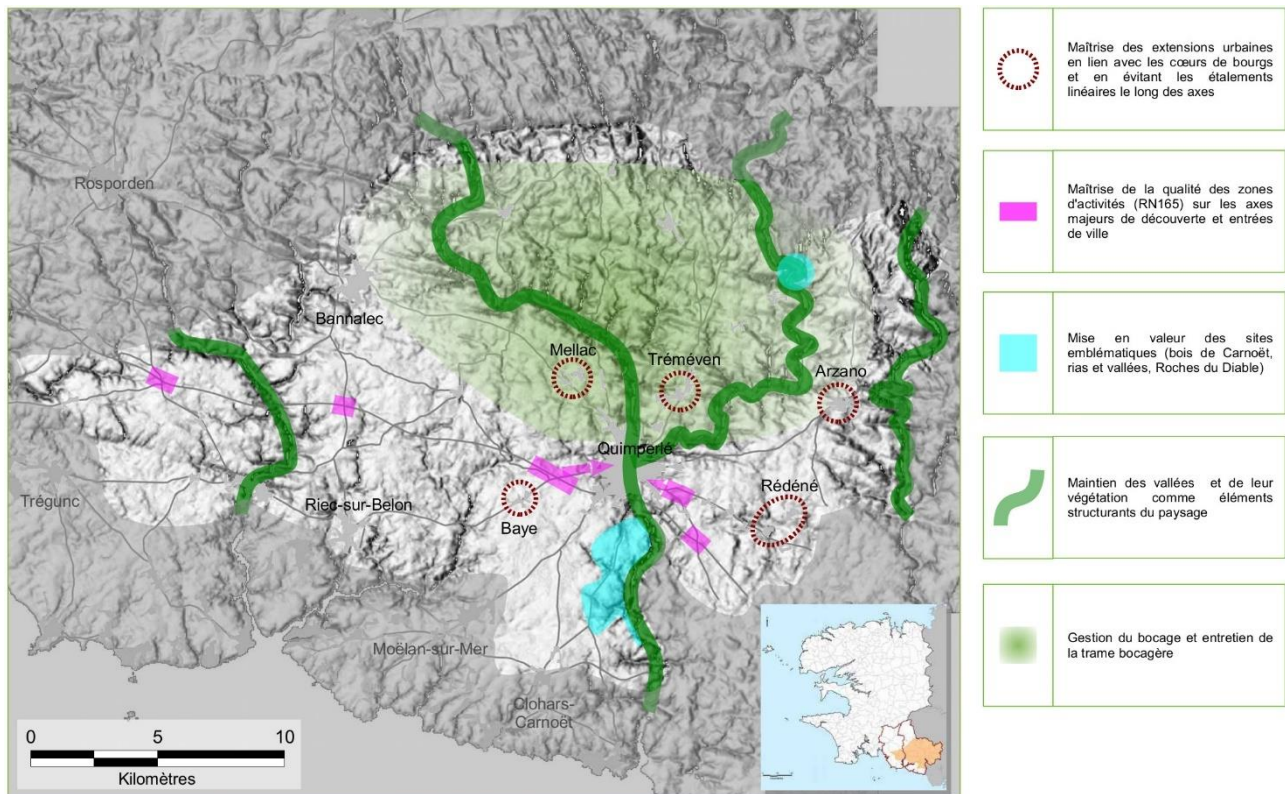 Rosporden
Bannalec
Mellac
Tréméven
Arzano
Quimperlé
Trégunc
Riec-sur-Belon
Baye
Rédéné
Moëlan-sur-Mer
Clohars-
Carnoët
0 5 10
Kilomètres
Maîtrise des extensions urbaines
en lien avec les cœurs de bourgs
et en évitant les étalements
linéaires le long des axes
Maîtrise de la qualité des zones
d'activités (RN165) sur les axes
majeurs de découverte et entrées
de ville
Mise en valeur des sites
emblématiques (bois de Carnoët,
rias et vallées, Roches du Diable)
Maintien des vallées et de leur
végétation comme éléments
structurants du paysage
Gestion du bocage et entretien de
la trame bocagère